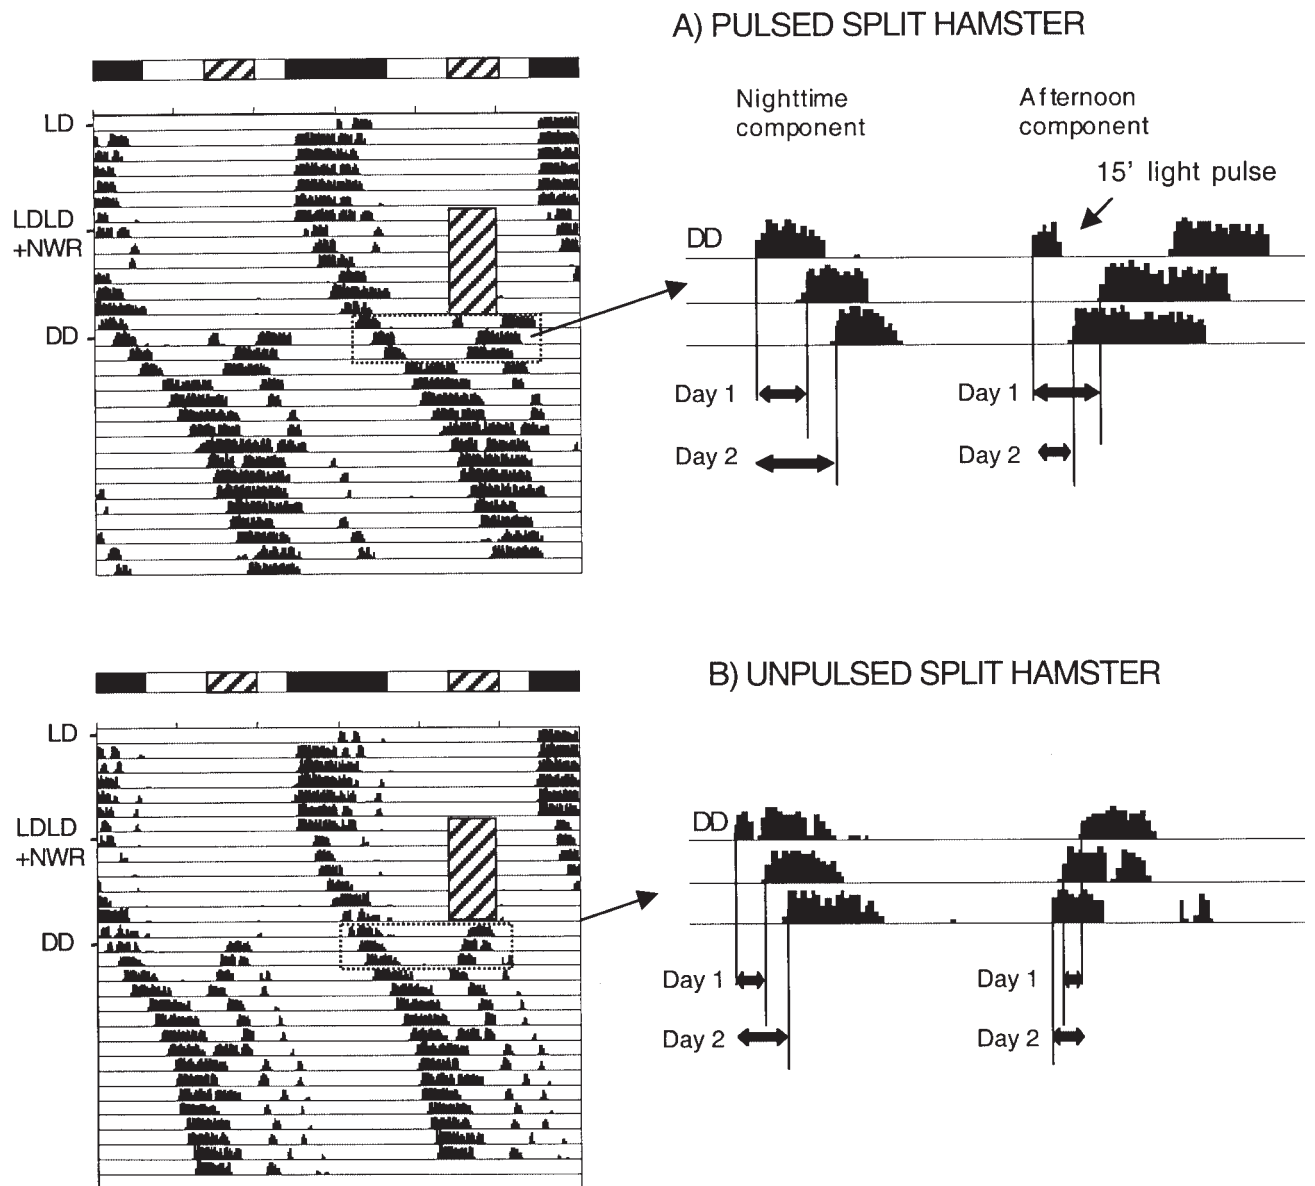 A) PULSED SPLIT HAMSTER
Nighttime
component
Afternoon
component
15' light pulse
LD
LDLD
+NWR
DD
DD
Day 1
Day 1
Day 2
Day 2
B) UNPULSED SPLIT HAMSTER
LD
LDLD
+NWR
DD
DD
Day 1
Day 1
Day 2
Day 2